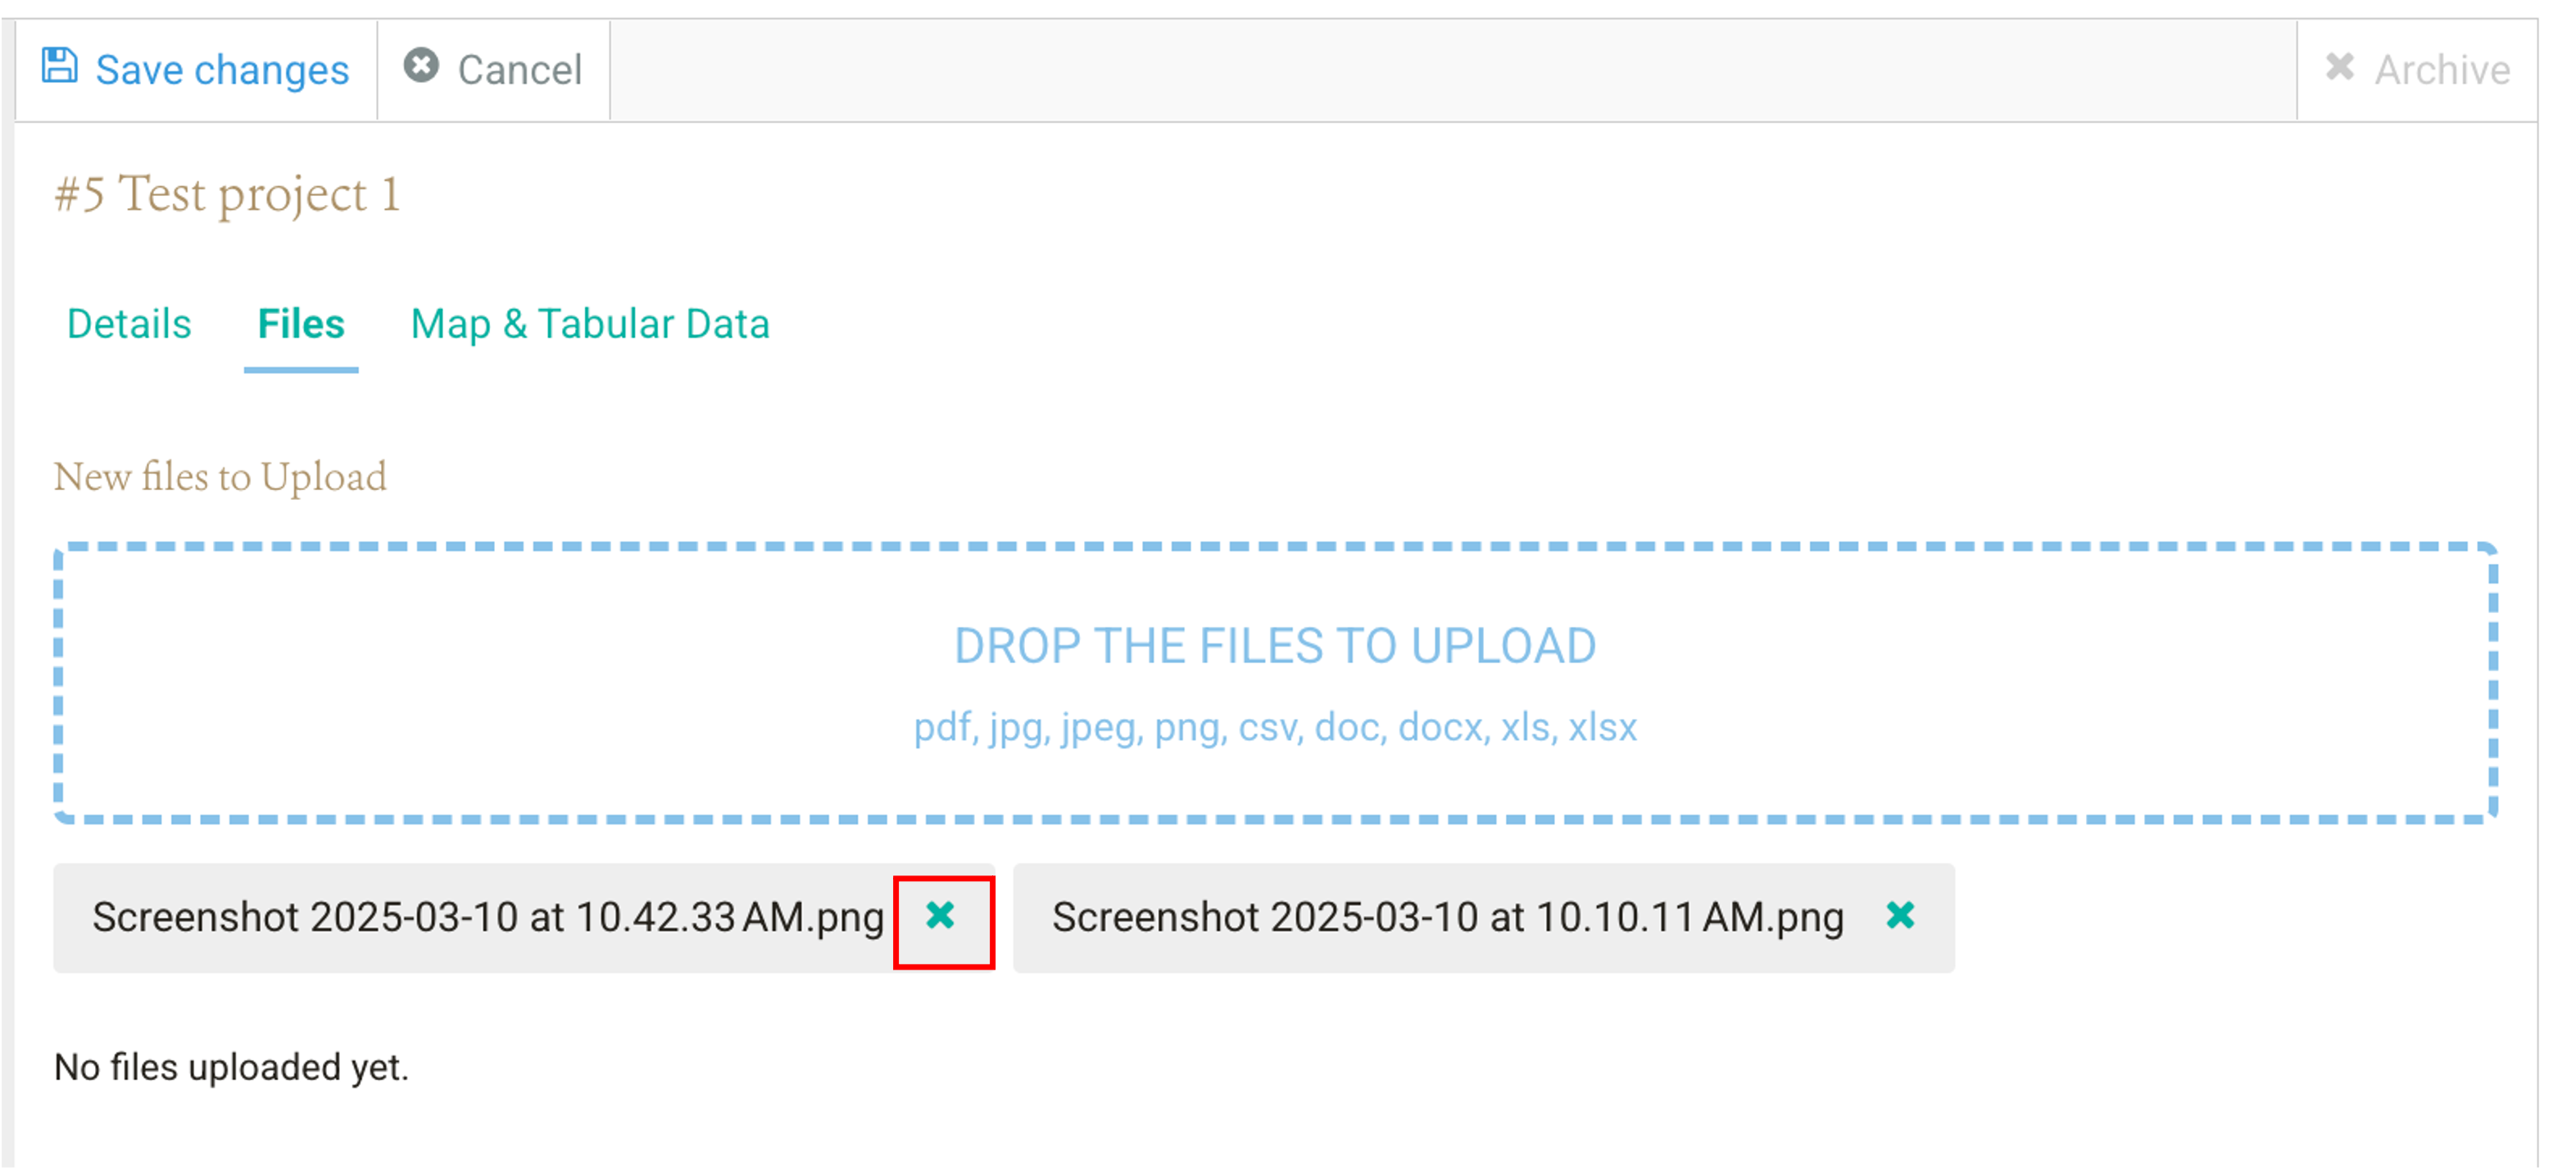 Save changes
Cancel
Archive
#5 Test project 1
Details
Files
Map & Tabular Data
New files to Upload
DROP THE FILES TO UPLOAD
pdf, jpg, jpeg, png, csv, doc, docx, xls, xlsx
Screenshot 2025-03-10 at 10.42.33 AM.png
Screenshot 2025-03-10 at 10.10.11 AM.png
No files uploaded yet.